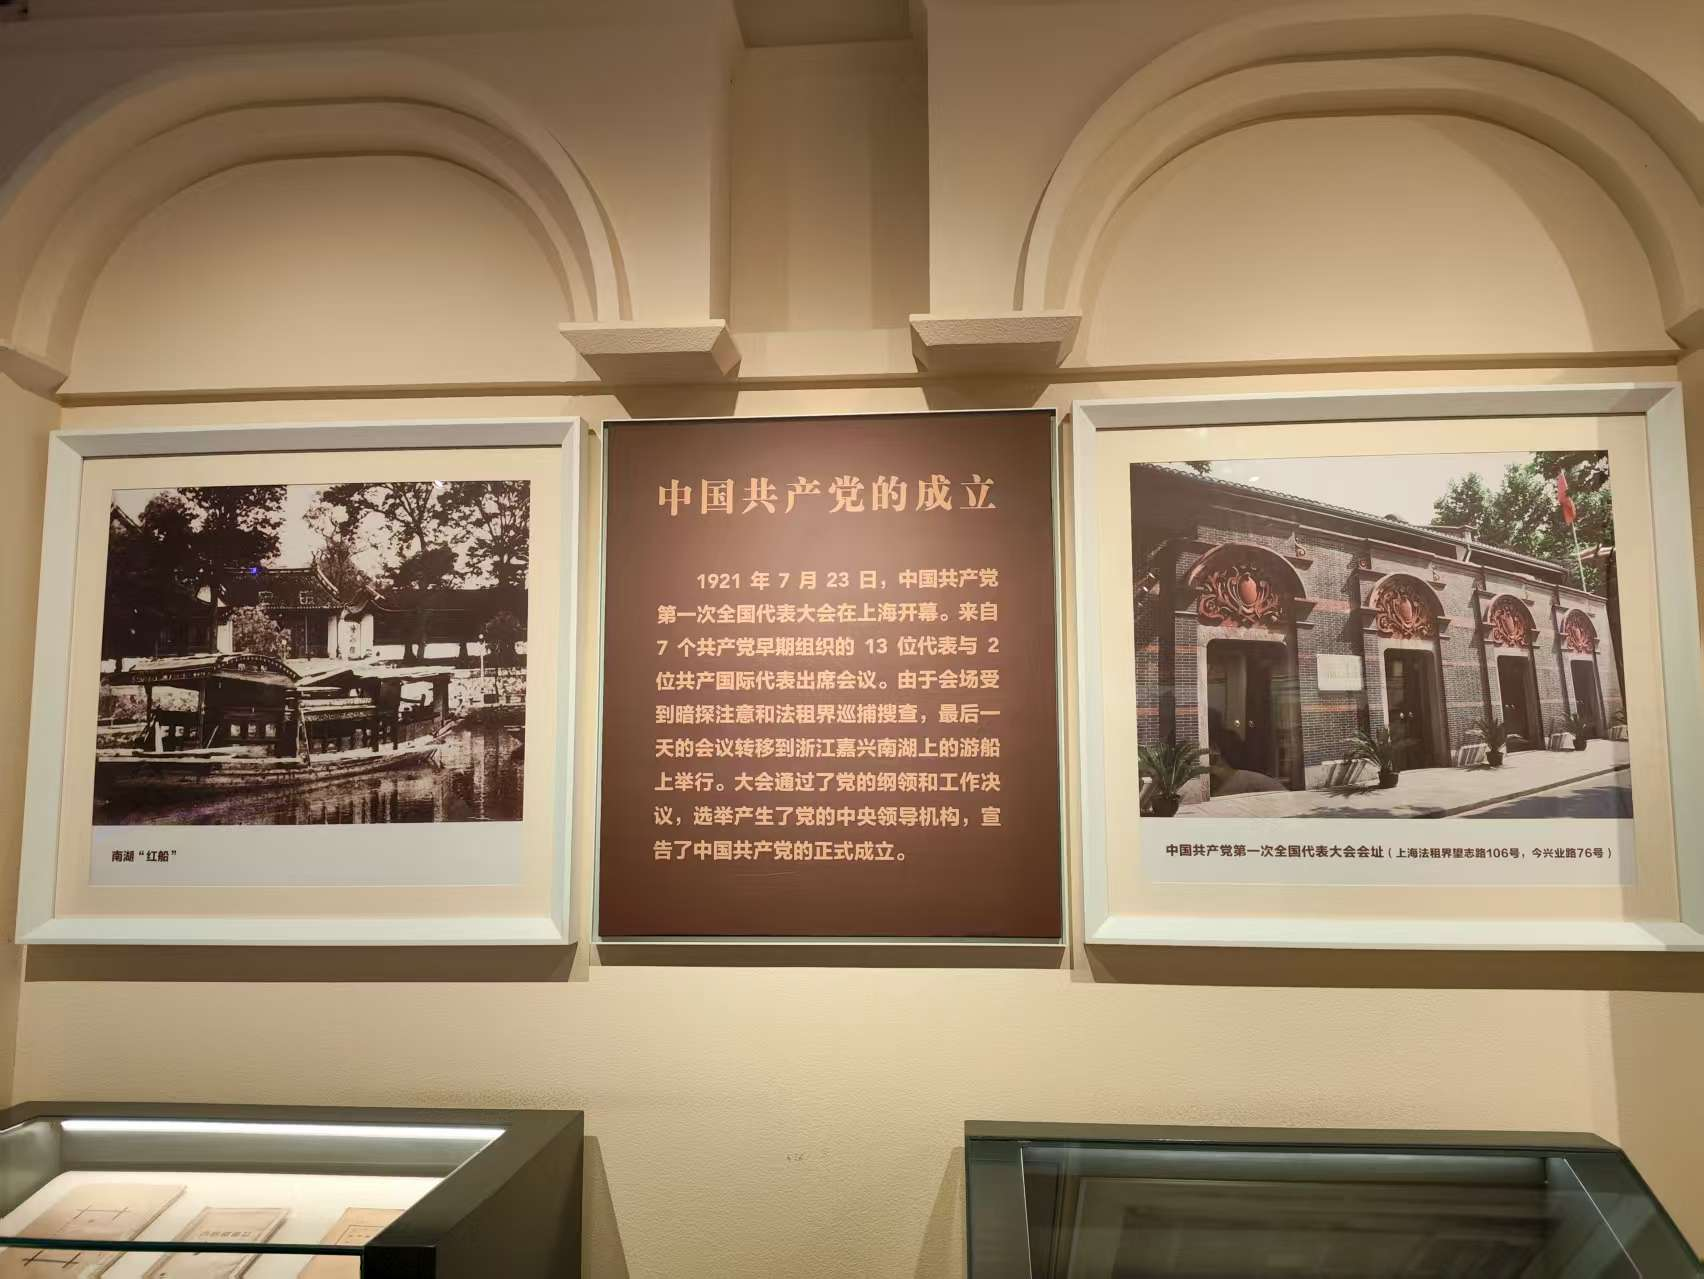 中国共产党的成立
1921 年 7 月 23 日，中国共产党
第一次全国代表大会在上海开幕。来自
7 个共产党早期组织的 13 位代表与 2
位共产国际代表出席会议。由于会场受
到暗探注意和法租界巡捕搜查，最后一
天的会议转移到浙江嘉兴南湖上的游船
上举行。大会通过了党的纲领和工作决
议，选举产生了党的中央领导机构，宣
告了中国共产党的正式成立。
南湖“红船”
中国共产党第一次全国代表大会会址（上海法租界望志路106号，今兴业路76号）